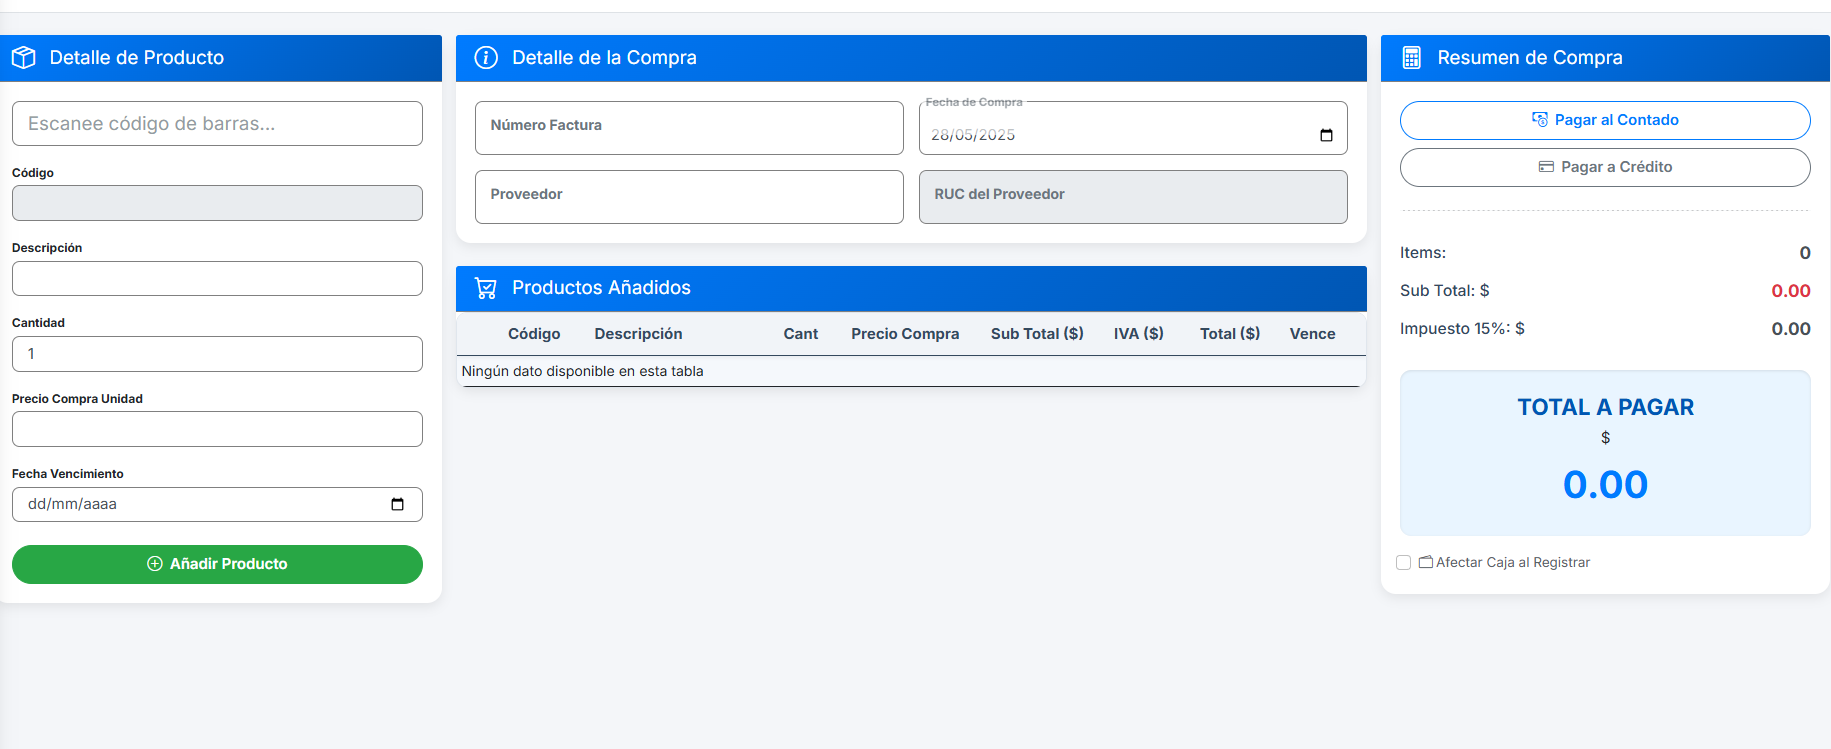 Detalle de Producto
Escanee código de barras...
Código
Descripción
Cantidad
1
Precio Compra Unidad
Fecha Vencimiento
dd/mm/aaaa
Añadir Producto
Detalle de la Compra
Número Factura
Fecha de Compra
28/05/2025
Proveedor
RUC del Proveedor
Productos Añadidos
Código Descripción Cant Precio Compra Sub Total ($) IVA ($) Total ($) Vence
Ningún dato disponible en esta tabla
Resumen de Compra
Pagar al Contado
Pagar a Crédito
Items: 0
Sub Total: $ 0.00
Impuesto 15%: $ 0.00
TOTAL A PAGAR
$
0.00
Afectar Caja al Registrar